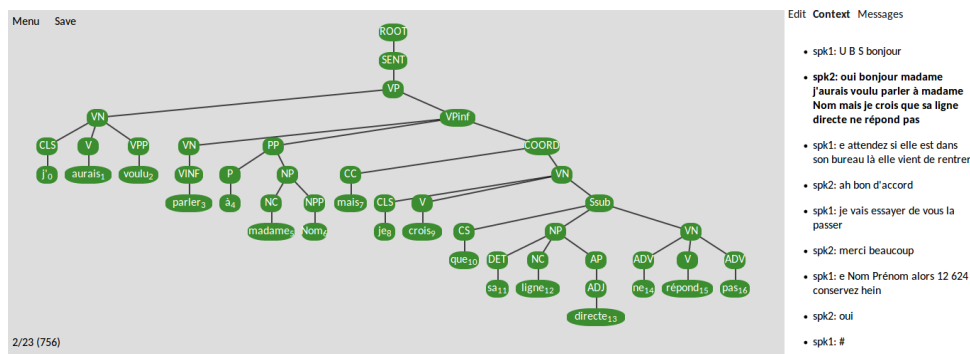 Menu Save
Edit Context Messages
ROOT
SENT
VP
VN VPinf
CLS V VPP VN PP COORD
j'0 aurais1 voulu2 VINF P NP CC VN
parler3 à4 NC NPP mais7 CLS V Ssub
madame5 Nom6 je8 crois9 CS NP VN
que10 DET NC AP ADV V ADV
sa11 ligne12 ADJ ne14 répond15 pas16
directe13
2/23 (756)
• spk1: U B S bonjour
• spk2: oui bonjour madame
j'aurais voulu parler à madame
Nom mais je crois que sa ligne
directe ne répond pas
• spk1: e attendez si elle est dans
son bureau là elle vient de rentrer
• spk2: ah bon d'accord
• spk1: je vais essayer de vous la
passer
• spk2: merci beaucoup
• spk1: e Nom Prénom alors 12 624
conservez hein
• spk2: oui
• spk1: #